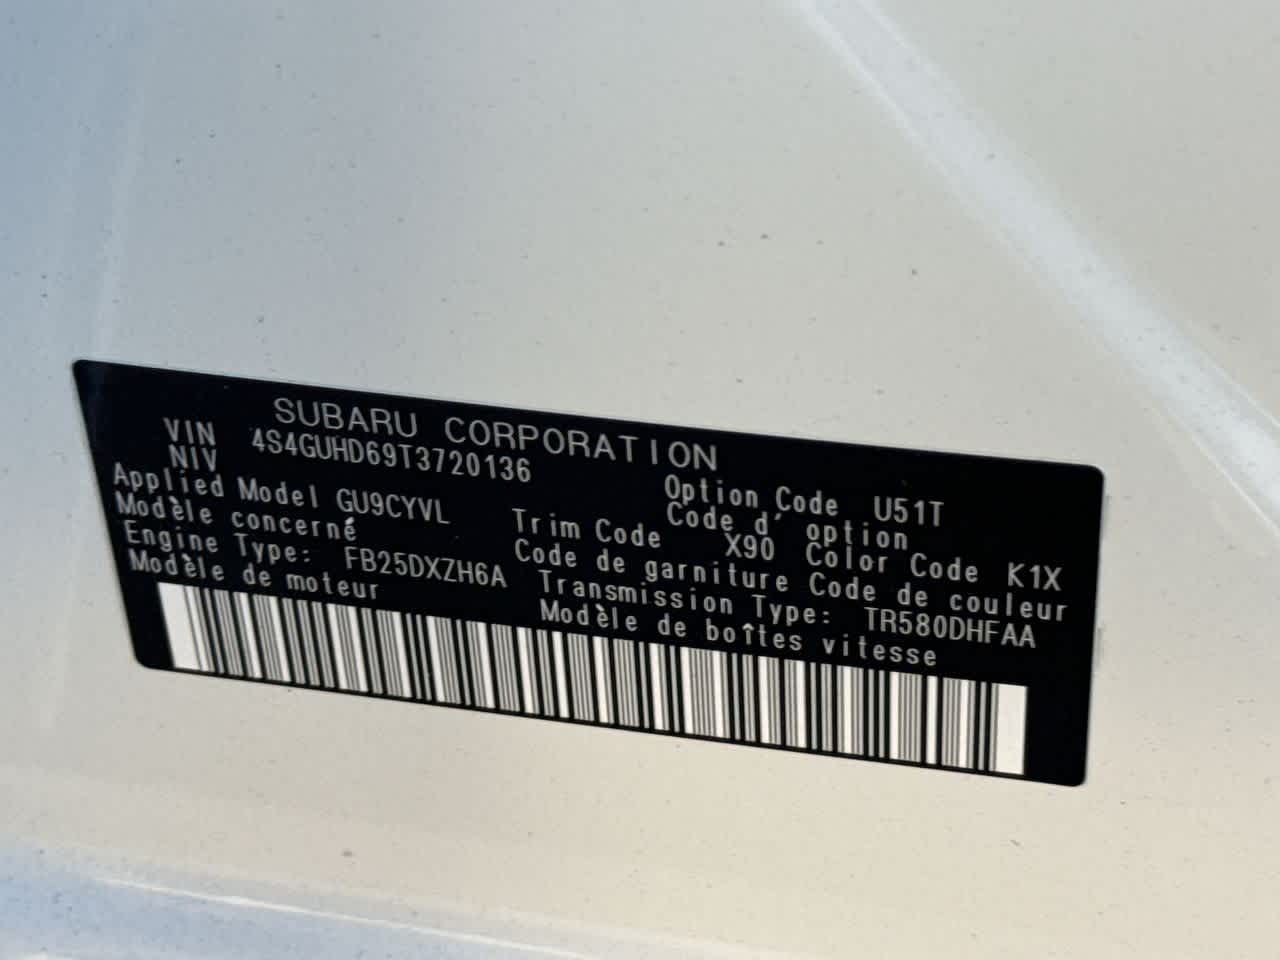 SUBARU CORPORATION
VIN
NIV
4S4GUHD69T3720136
Option Code U51T
Code d' option
Applied Model GU9CYVL
Modèle concerné
Trim Code X90
Code de garniture
Color Code K1X
Code de couleur
Engine Type: FB25DXZH6A
Modèle de moteur
Transmission Type: TR580DHFAA
Modèle de boîtes vitesse